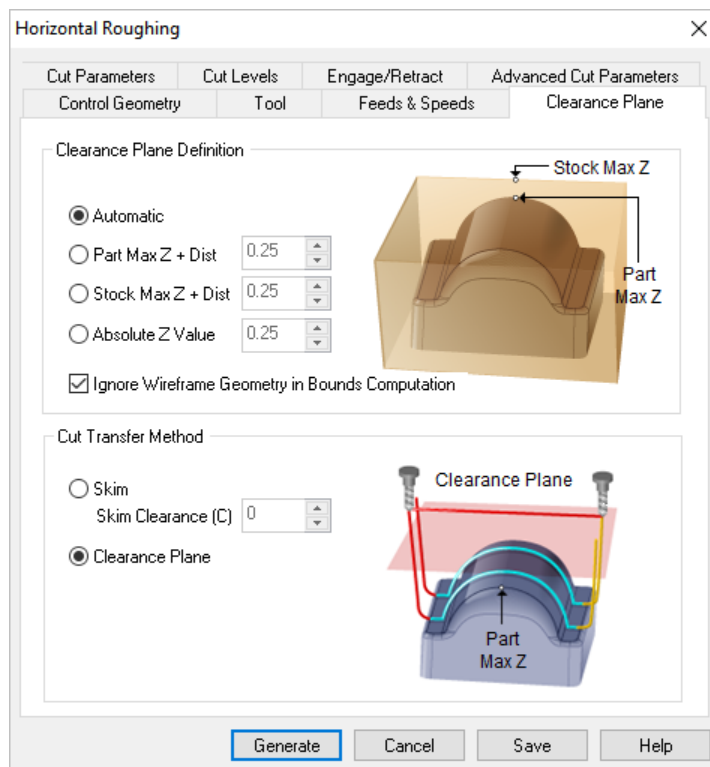 Horizontal Roughing
Cut Parameters Cut Levels Engage/Retract Advanced Cut Parameters
Control Geometry Tool Feeds & Speeds Clearance Plane
Clearance Plane Definition
Stock Max Z
Automatic
Part Max Z + Dist 0.25
Stock Max Z + Dist 0.25
Part
Max Z
Absolute Z Value 0.25
Ignore Wireframe Geometry in Bounds Computation
Cut Transfer Method
Skim
Clearance Plane
Skim Clearance (C) 0
Clearance Plane
Part
Max Z
Generate Cancel Save Help